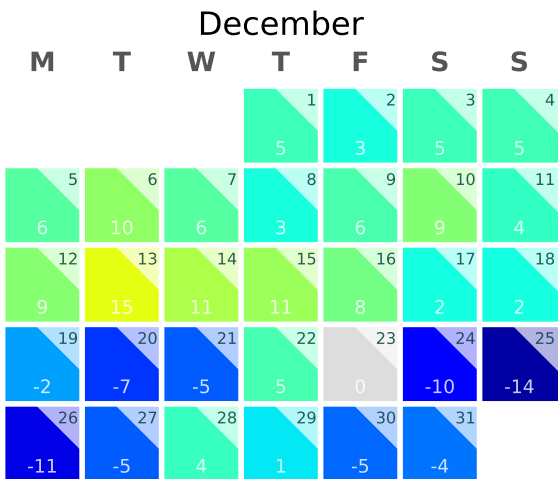 December
M T W T F S S
1 2 3 4
5 3 5 5
5 6 7 8 9 10 11
6 10 6 3 6 9 4
12 13 14 15 16 17 18
9 15 11 11 8 2 2
19 20 21 22 23 24 25
-2 -7 -5 5 0 -10 -14
26 27 28 29 30 31
-11 -5 4 1 -5 -4